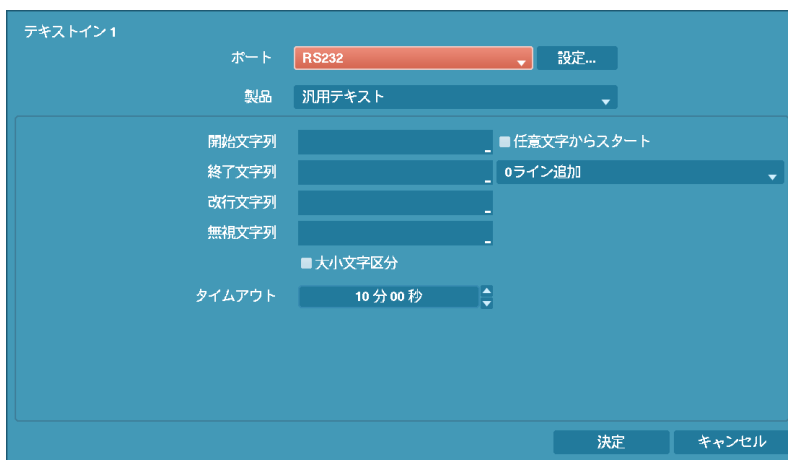 テキストイン 1
ポート RS232 設定...
製品 汎用テキスト
開始文字列 任意文字からスタート
終了文字列 0ライン追加
改行文字列
無視文字列
大小文字区分
タイムアウト 10 分 00 秒
決定 キャンセル